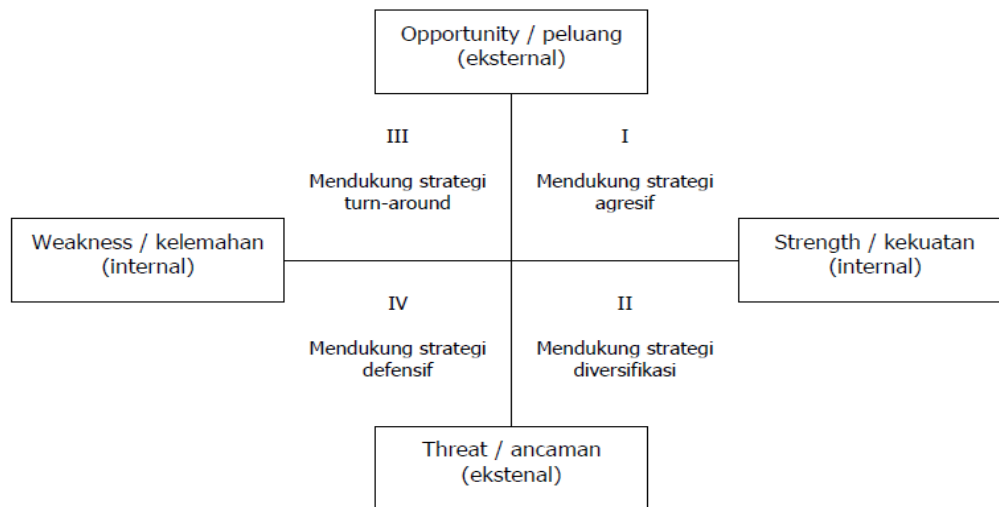 Opportunity / peluang
(eksternal)
III
I
Mendukung strategi
turn-around
Mendukung strategi
agresif
Weakness / kelemahan
(internal)
Strength / kekuatan
(internal)
IV
II
Mendukung strategi
defensif
Mendukung strategi
diversifikasi
Threat / ancaman
(ekstenal)